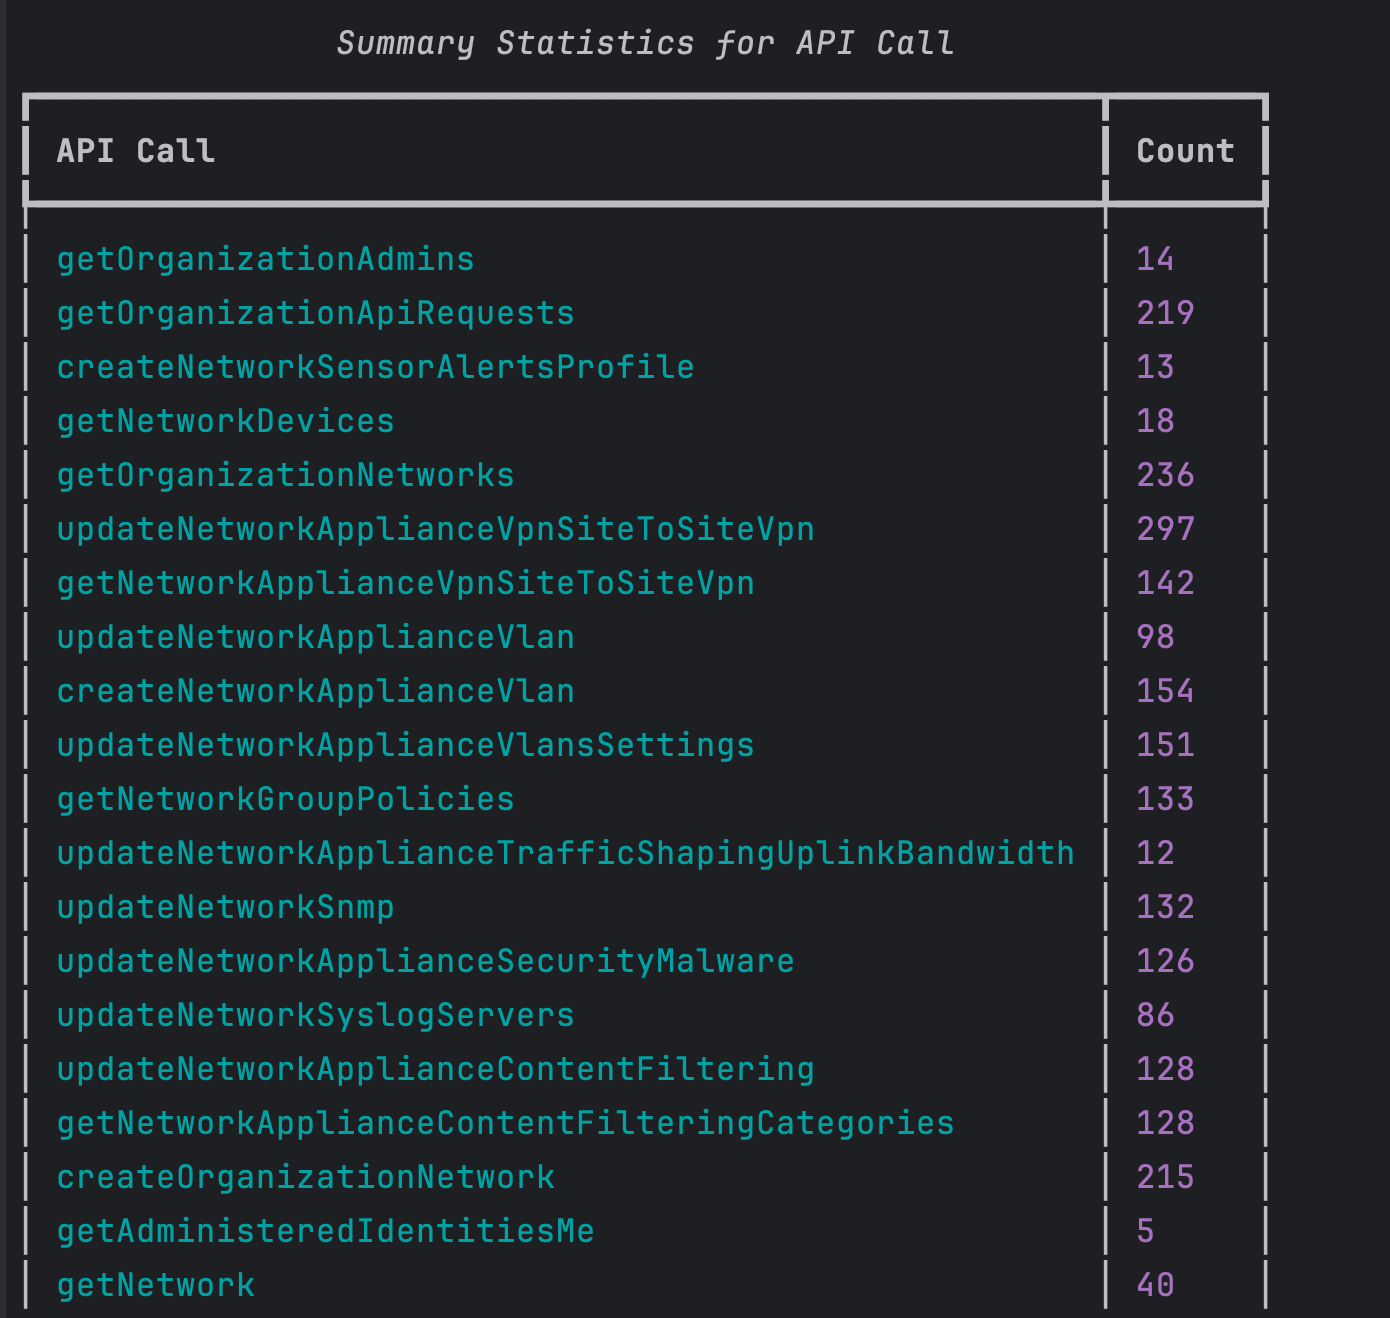 Summary Statistics for API Call
API Call Count
getOrganizationAdmins 14
getOrganizationApiRequests 219
createNetworkSensorAlertsProfile 13
getNetworkDevices 18
getOrganizationNetworks 236
updateNetworkApplianceVpnSiteToSiteVpn 297
getNetworkApplianceVpnSiteToSiteVpn 142
updateNetworkApplianceVlan 98
createNetworkApplianceVlan 154
updateNetworkApplianceVlansSettings 151
getNetworkGroupPolicies 133
updateNetworkApplianceTrafficShapingUplinkBandwidth 12
updateNetworkSnmp 132
updateNetworkApplianceSecurityMalware 126
updateNetworkSyslogServers 86
updateNetworkApplianceContentFiltering 128
getNetworkApplianceContentFilteringCategories 128
createOrganizationNetwork 215
getAdministeredIdentitiesMe 5
getNetwork 40